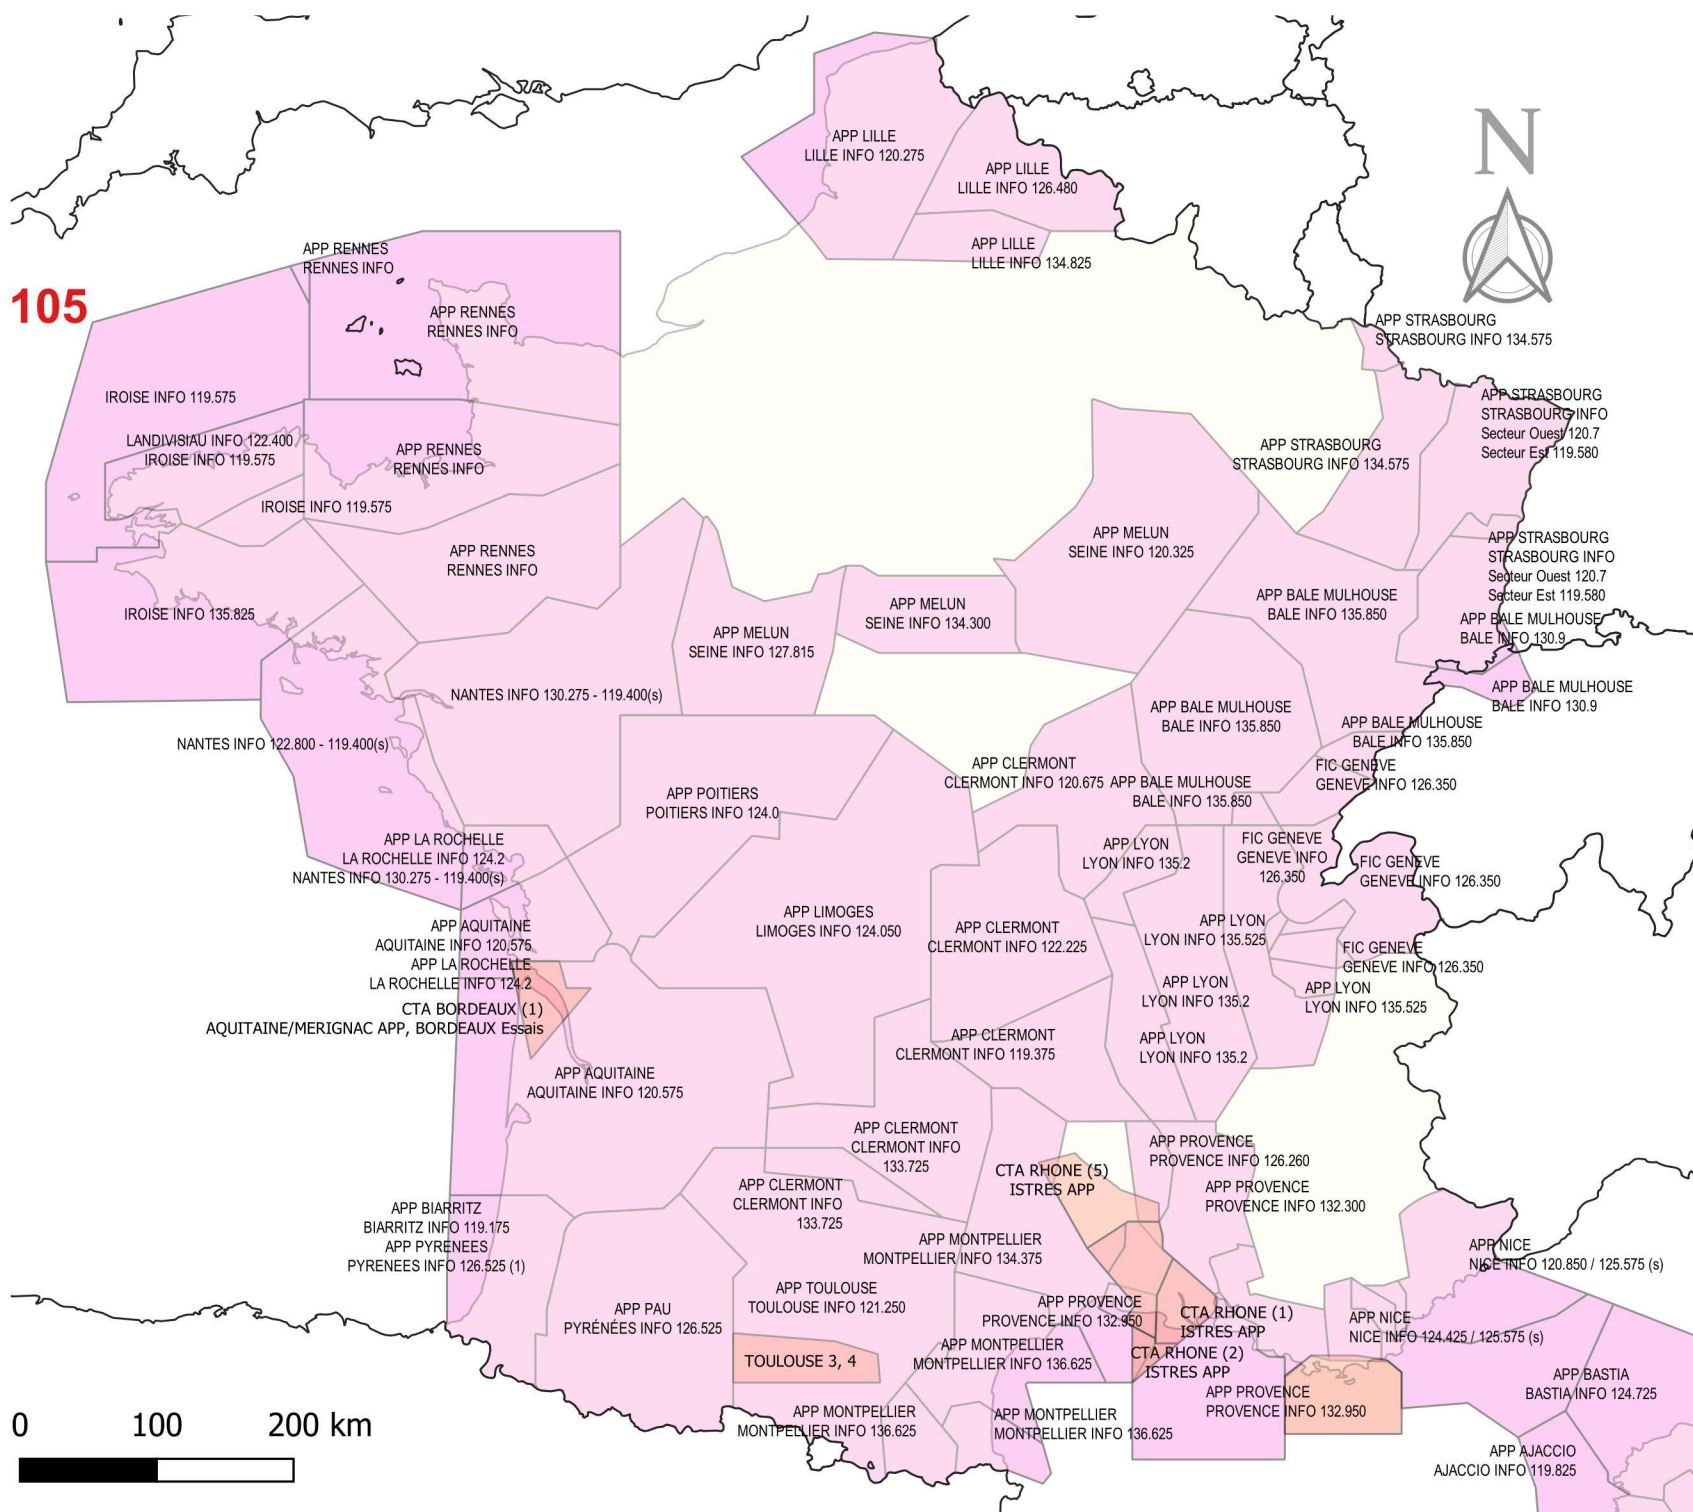 N
APP LILLE
LILLE INFO 120.275
APP LILLE
LILLE INFO 126.480
APP LILLE
LILLE INFO 134.825
APP RENNES
RENNES INFO
105
APP RENNES
RENNES INFO
APP STRASBOURG
STRASBOURG INFO 134.575
IROISE INFO 119.575
APP STRASBOURG
STRASBOURG INFO
Secteur Ouest 120.7
Secteur Est 119.580
LANDIVISIAU INFO 122.400
IROISE INFO 119.575
APP RENNES
RENNES INFO
APP STRASBOURG
STRASBOURG INFO 134.575
IROISE INFO 119.575
APP MELUN
SEINE INFO 120.325
APP STRASBOURG
STRASBOURG INFO
Secteur Ouest 120.7
Secteur Est 119.580
APP RENNES
RENNES INFO
IROISE INFO 135.825
APP MELUN
SEINE INFO 134.300
APP BALE MULHOUSE
BALE INFO 135.850
APP MELUN
SEINE INFO 127.815
APP BALE MULHOUSE
BALE INFO 130.9
APP BALE MULHOUSE
BALE INFO 130.9
NANTES INFO 130.275 - 119.400(s)
APP BALE MULHOUSE
BALE INFO 135.850
APP BALE MULHOUSE
BALE INFO 135.850
NANTES INFO 122.800 - 119.400(s)
APP CLERMONT
CLERMONT INFO 120.675
FIC GENEVE
GENEVE INFO 126.350
APP BALE MULHOUSE
BALE INFO 135.850
APP POITIERS
POITIERS INFO 124.0
APP LA ROCHELLE
LA ROCHELLE INFO 124.2
NANTES INFO 130.275 - 119.400(s)
APP LYON
LYON INFO 135.2
FIC GENEVE
GENEVE INFO
126.350
FIC GENEVE
GENEVE INFO 126.350
APP LIMOGES
LIMOGES INFO 124.050
APP CLERMONT
CLERMONT INFO 122.225
APP LYON
LYON INFO 135.525
APP AQUITAINE
AQUITAINE INFO 120.575
APP LA ROCHELLE
LA ROCHELLE INFO 124.2
FIC GENEVE
GENEVE INFO 126.350
CTA BORDEAUX (1)
AQUITAINE/MERIGNAC APP, BORDEAUX Essais
APP LYON
LYON INFO 135.2
APP LYON
LYON INFO 135.525
APP CLERMONT
CLERMONT INFO 119.375
APP LYON
LYON INFO 135.2
APP AQUITAINE
AQUITAINE INFO 120.575
APP CLERMONT
CLERMONT INFO
133.725
APP PROVENCE
PROVENCE INFO 126.260
CTA RHONE (5)
ISTRES APP
APP CLERMONT
CLERMONT INFO
133.725
APP PROVENCE
PROVENCE INFO 132.300
APP BIARRITZ
BIARRITZ INFO 119.175
APP PYRENEES
PYRENEES INFO 126.525 (1)
APP MONTPELLIER
MONTPELLIER INFO 134.375
APP NICE
NICE INFO 120.850 / 125.575 (s)
APP TOULOUSE
TOULOUSE INFO 121.250
APP PAU
PYRÉNÉES INFO 126.525
APP PROVENCE
PROVENCE INFO 132.950
CTA RHONE (1)
ISTRES APP
APP NICE
NICE INFO 124.425 / 125.575 (s)
APP MONTPELLIER
MONTPELLIER INFO 136.625
CTA RHONE (2)
ISTRES APP
TOULOUSE 3, 4
APP BASTIA
BASTIA INFO 124.725
APP PROVENCE
PROVENCE INFO 132.950
APP MONTPELLIER
MONTPELLIER INFO 136.625
APP MONTPELLIER
MONTPELLIER INFO 136.625
APP AJACCIO
AJACCIO INFO 119.825
0 100 200 km